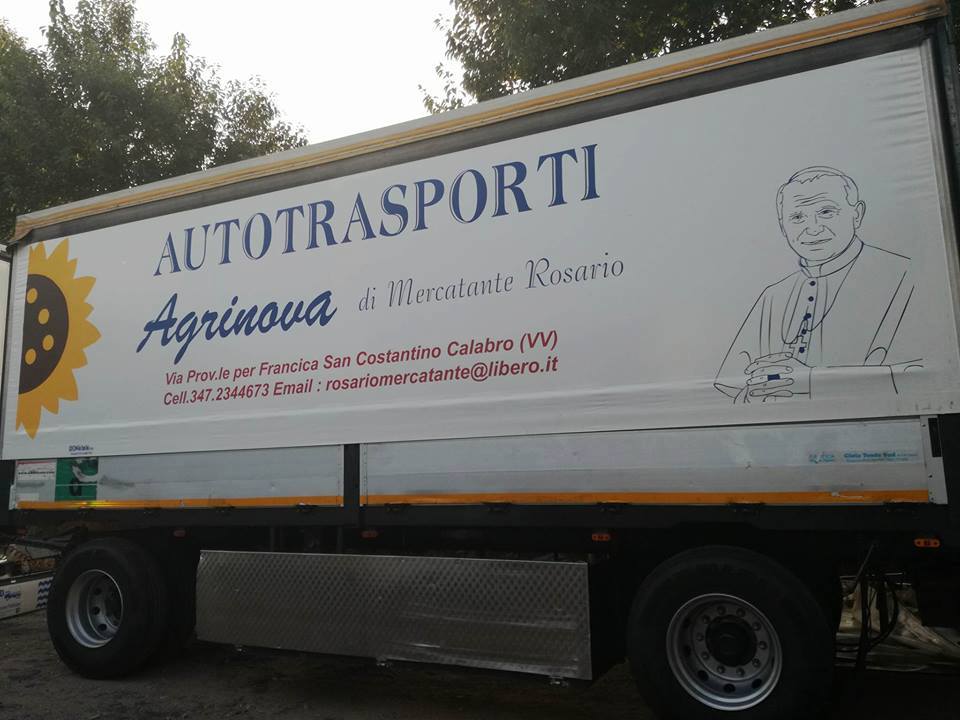 AUTOTRASPORTI
Agrinova di Mercatante Rosario
Via Prov.le per Francica San Costantino Calabro (VV)
Cell.347.2344673 Email : rosariomercatante@libero.it